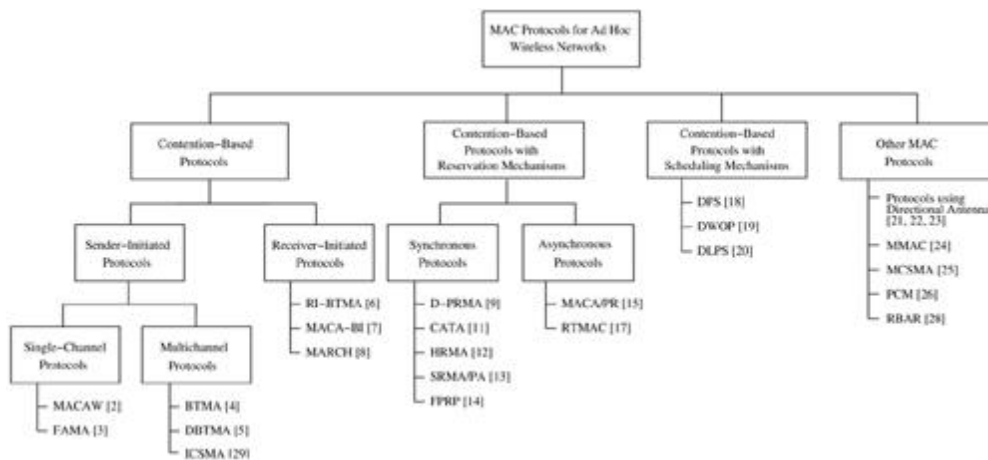 MAC Protocols for Ad Hoc
Wireless Networks
Contention-Based
Protocols
Contention-Based
Protocols with
Reservation Mechanisms
Contention-Based
Protocols with
Scheduling Mechanisms
Other MAC
Protocols
Sender-Initiated
Protocols
Receiver-Initiated
Protocols
Synchronous
Protocols
Asynchronous
Protocols
Single-Channel
Protocols
Multichannel
Protocols
MACAW [2]
FAMA [3]
BTMA [4]
DBTMA [5]
ICSMA [29]
RI-BTMA [6]
MACA-BI [7]
MARCH [8]
D-PRMA [9]
CATA [11]
HRMA [12]
SRMA/PA [13]
FPRP [14]
MACA/PR [15]
RTMAC [17]
DPS [18]
DWOP [19]
DLPS [20]
Protocols using
Directional Antenna
[21, 22, 23]
MMAC [24]
MCSMA [25]
PCM [26]
RBAR [28]